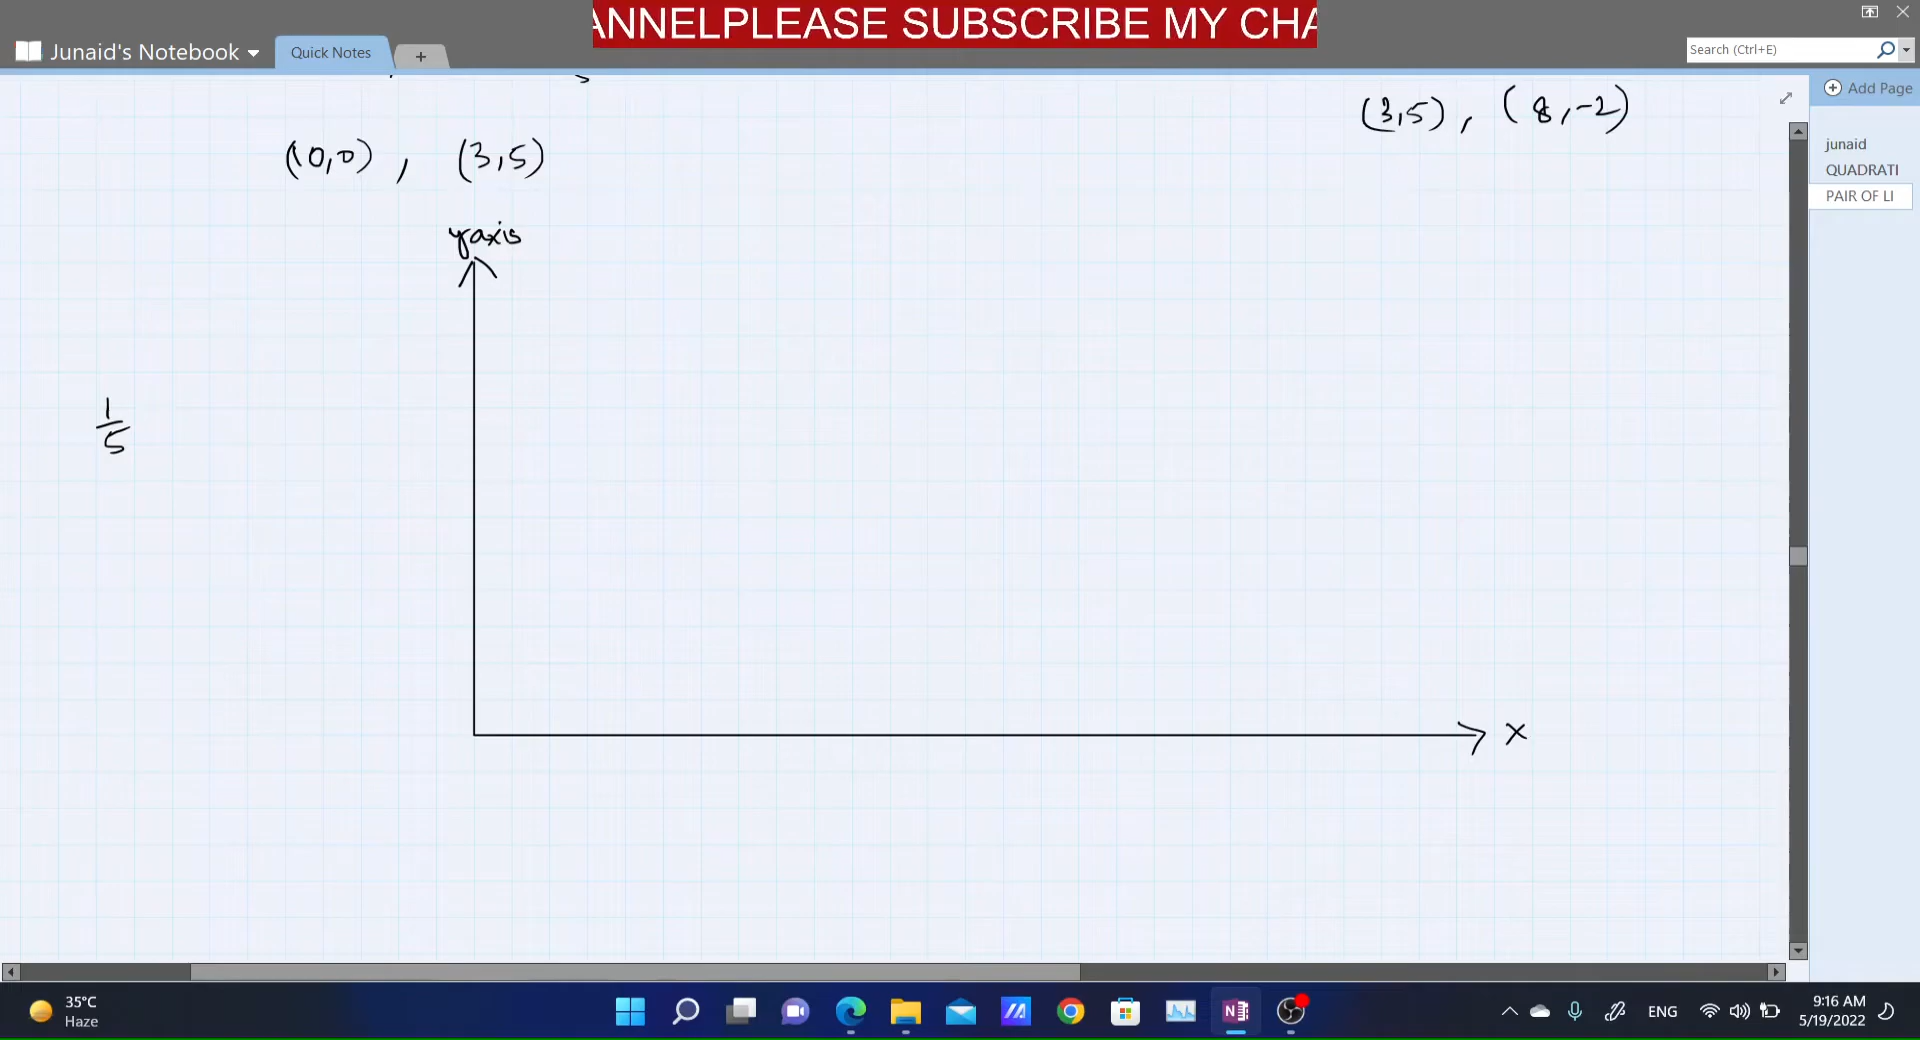 ANNELPLEASE SUBSCRIBE MY CHA
Junaid's Notebook
Quick Notes
+
Search (Ctrl+E)
Add Page
(3,5), (8,-2)
(10,0), (3,5)
junaid
QUADRATI
PAIR OF LI
y axis
1
5
x
35°C
Haze
ENG
9:16 AM
5/19/2022